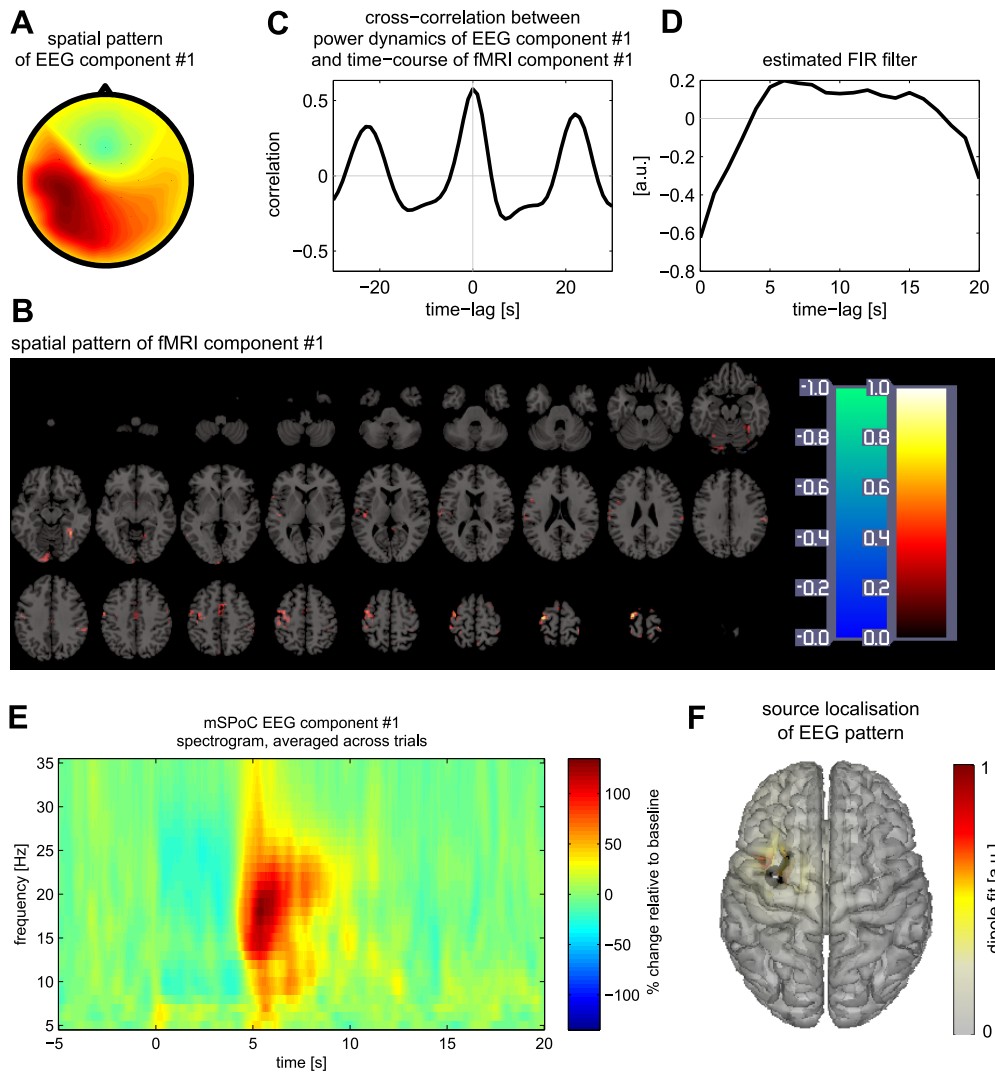 A
spatial pattern
of EEG component #1
C
cross−correlation between
power dynamics of EEG component #1
and time−course of fMRI component #1
0.5
0
−0.5
correlation
−20
0
20
time−lag [s]
D
estimated FIR filter
0.2
0
−0.2
−0.4
−0.6
−0.8
[a.u.]
0
5
10
15
20
time−lag [s]
B
spatial pattern of fMRI component #1
-1.0
-0.8
-0.6
-0.4
-0.2
-0.0
1.0
0.8
0.6
0.4
0.2
0.0
E
mSPoC EEG component #1
spectrogram, averaged across trials
35
30
25
20
15
10
5
frequency [Hz]
−5
0
5
10
15
20
time [s]
100
50
0
−50
−100
% change relative to baseline
F
source localisation
of EEG pattern
1
0
dipole fit [a.u.]